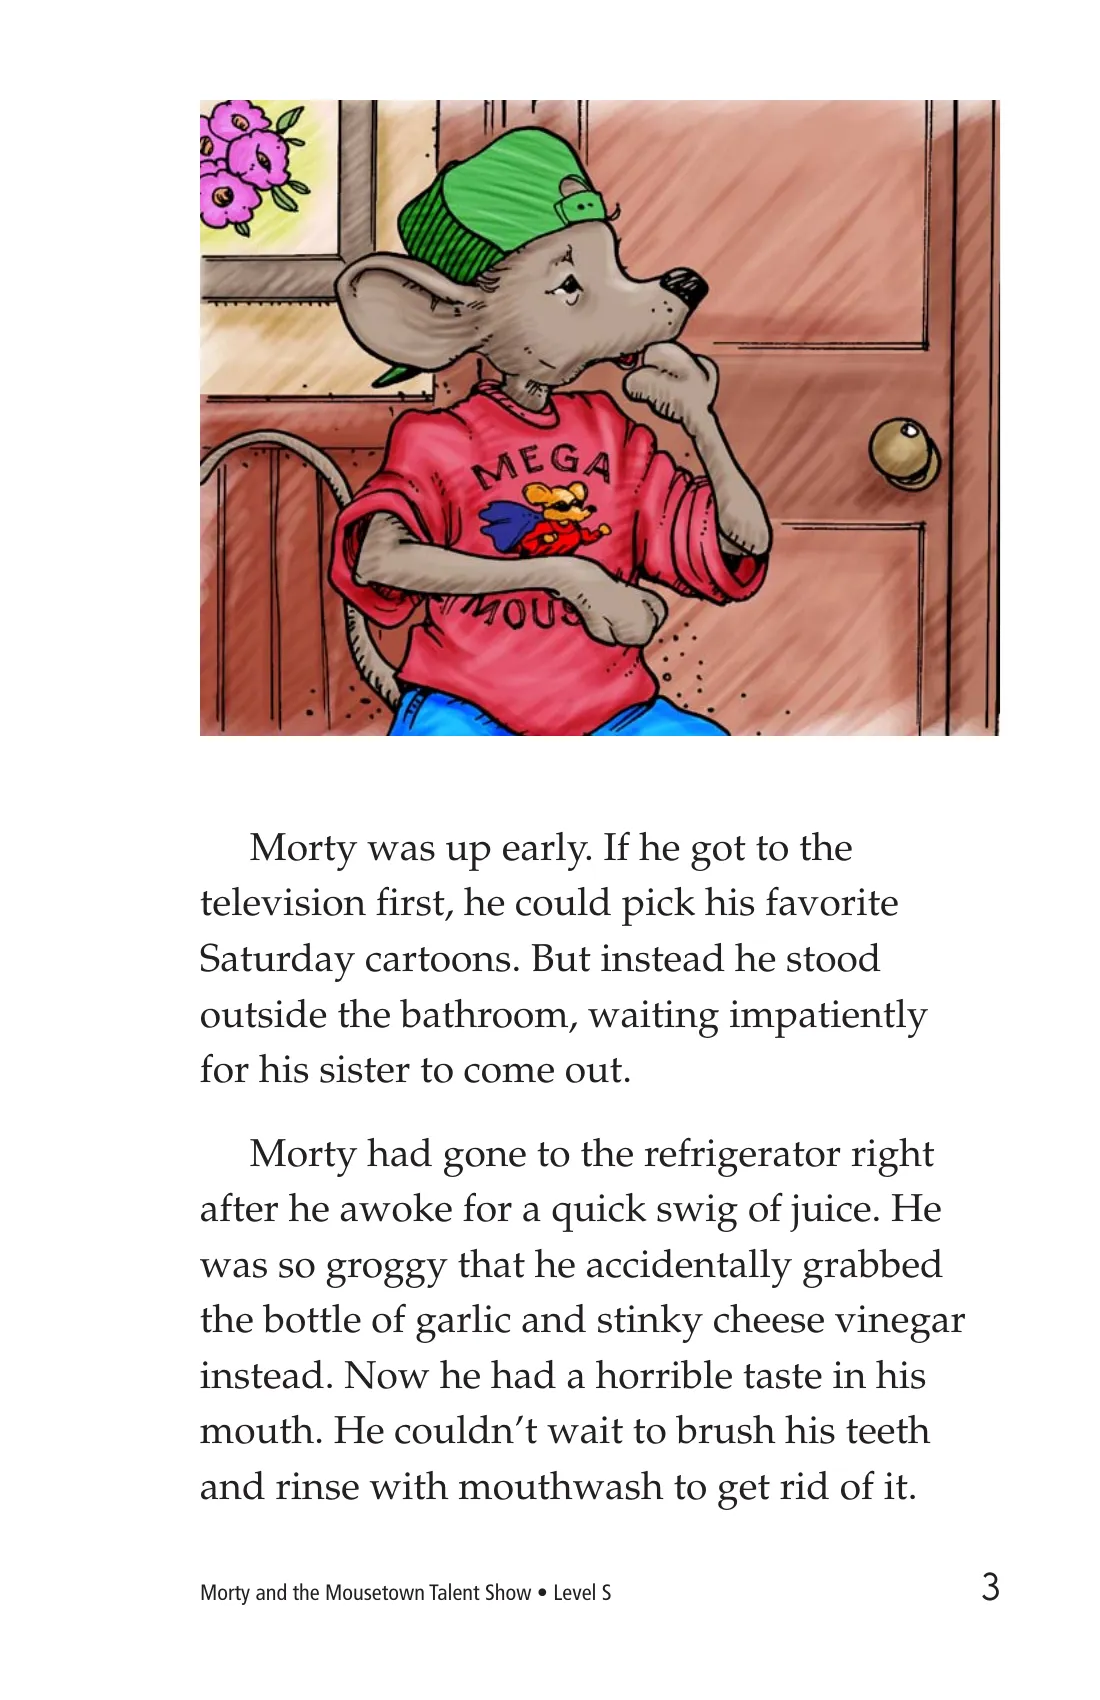 MEGA
MOUS
Morty was up early. If he got to the
television first, he could pick his favorite
Saturday cartoons. But instead he stood
outside the bathroom, waiting impatiently
for his sister to come out.
Morty had gone to the refrigerator right
after he awoke for a quick swig of juice. He
was so groggy that he accidentally grabbed
the bottle of garlic and stinky cheese vinegar
instead. Now he had a horrible taste in his
mouth. He couldn’t wait to brush his teeth
and rinse with mouthwash to get rid of it.
Morty and the Mousetown Talent Show • Level S
3